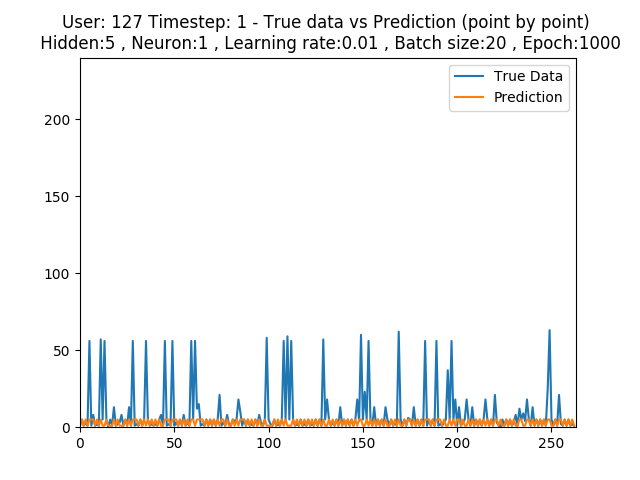 User: 127 Timestep: 1 - True data vs Prediction (point by point)
Hidden:5 , Neuron:1 , Learning rate:0.01 , Batch size:20 , Epoch:1000
True Data
Prediction
200
150
100
50
0
0 50 100 150 200 250